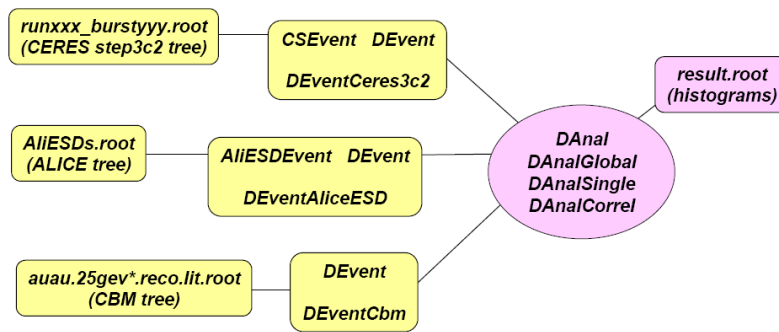 runxxx_burstyyy.root
(CERES step3c2 tree)
CSEvent DEvent
DEventCeres3c2
result.root
(histograms)
AliESDs.root
(ALICE tree)
AliESDEvent DEvent
DEventAliceESD
DAnal
DAnalGlobal
DAnalSingle
DAnalCorrel
auau.25gev*.reco.lit.root
(CBM tree)
DEvent
DEventCbm